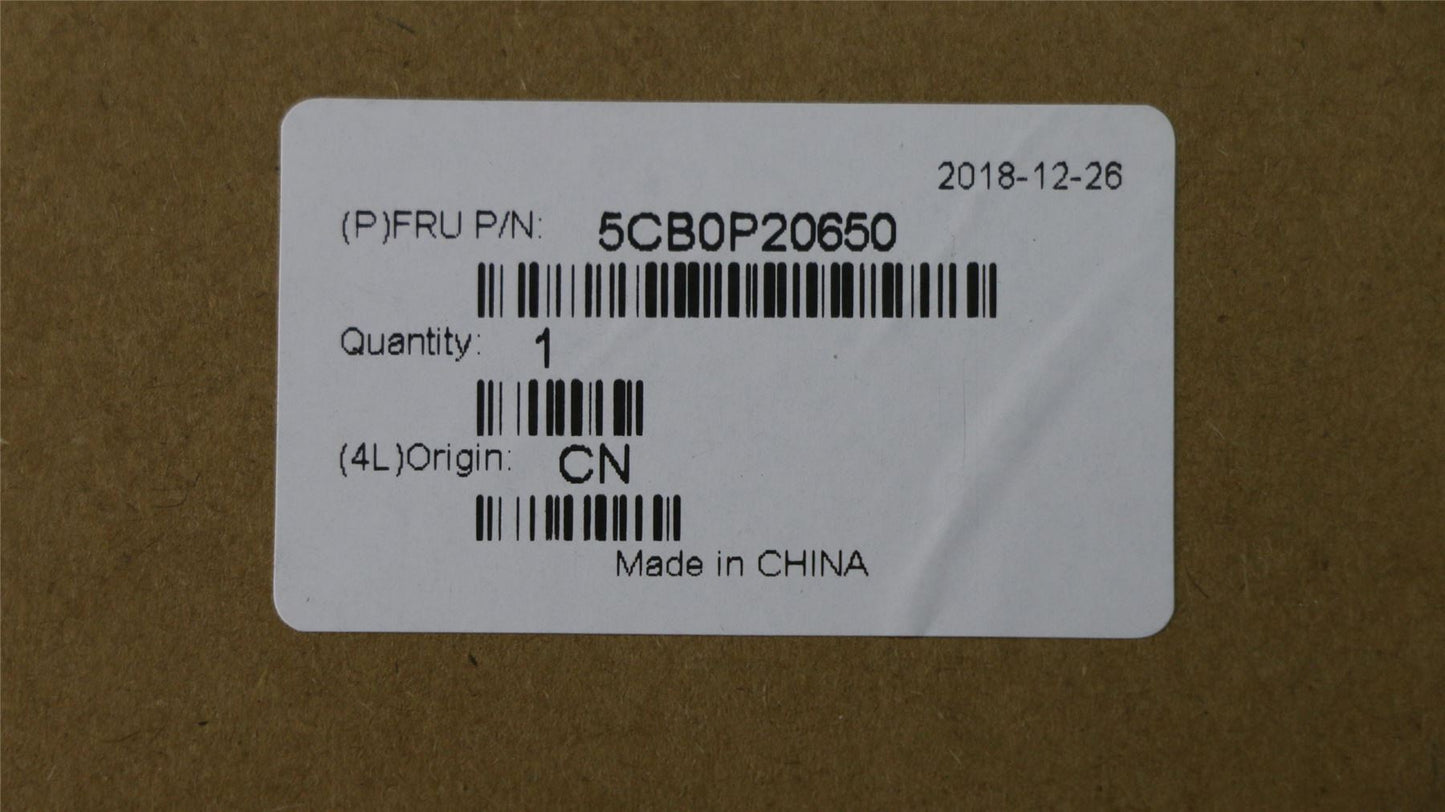 2018-12-26
(P)FRU P/N: 5CB0P20650
Quantity: 1
(4L)Origin: CN
Made in CHINA